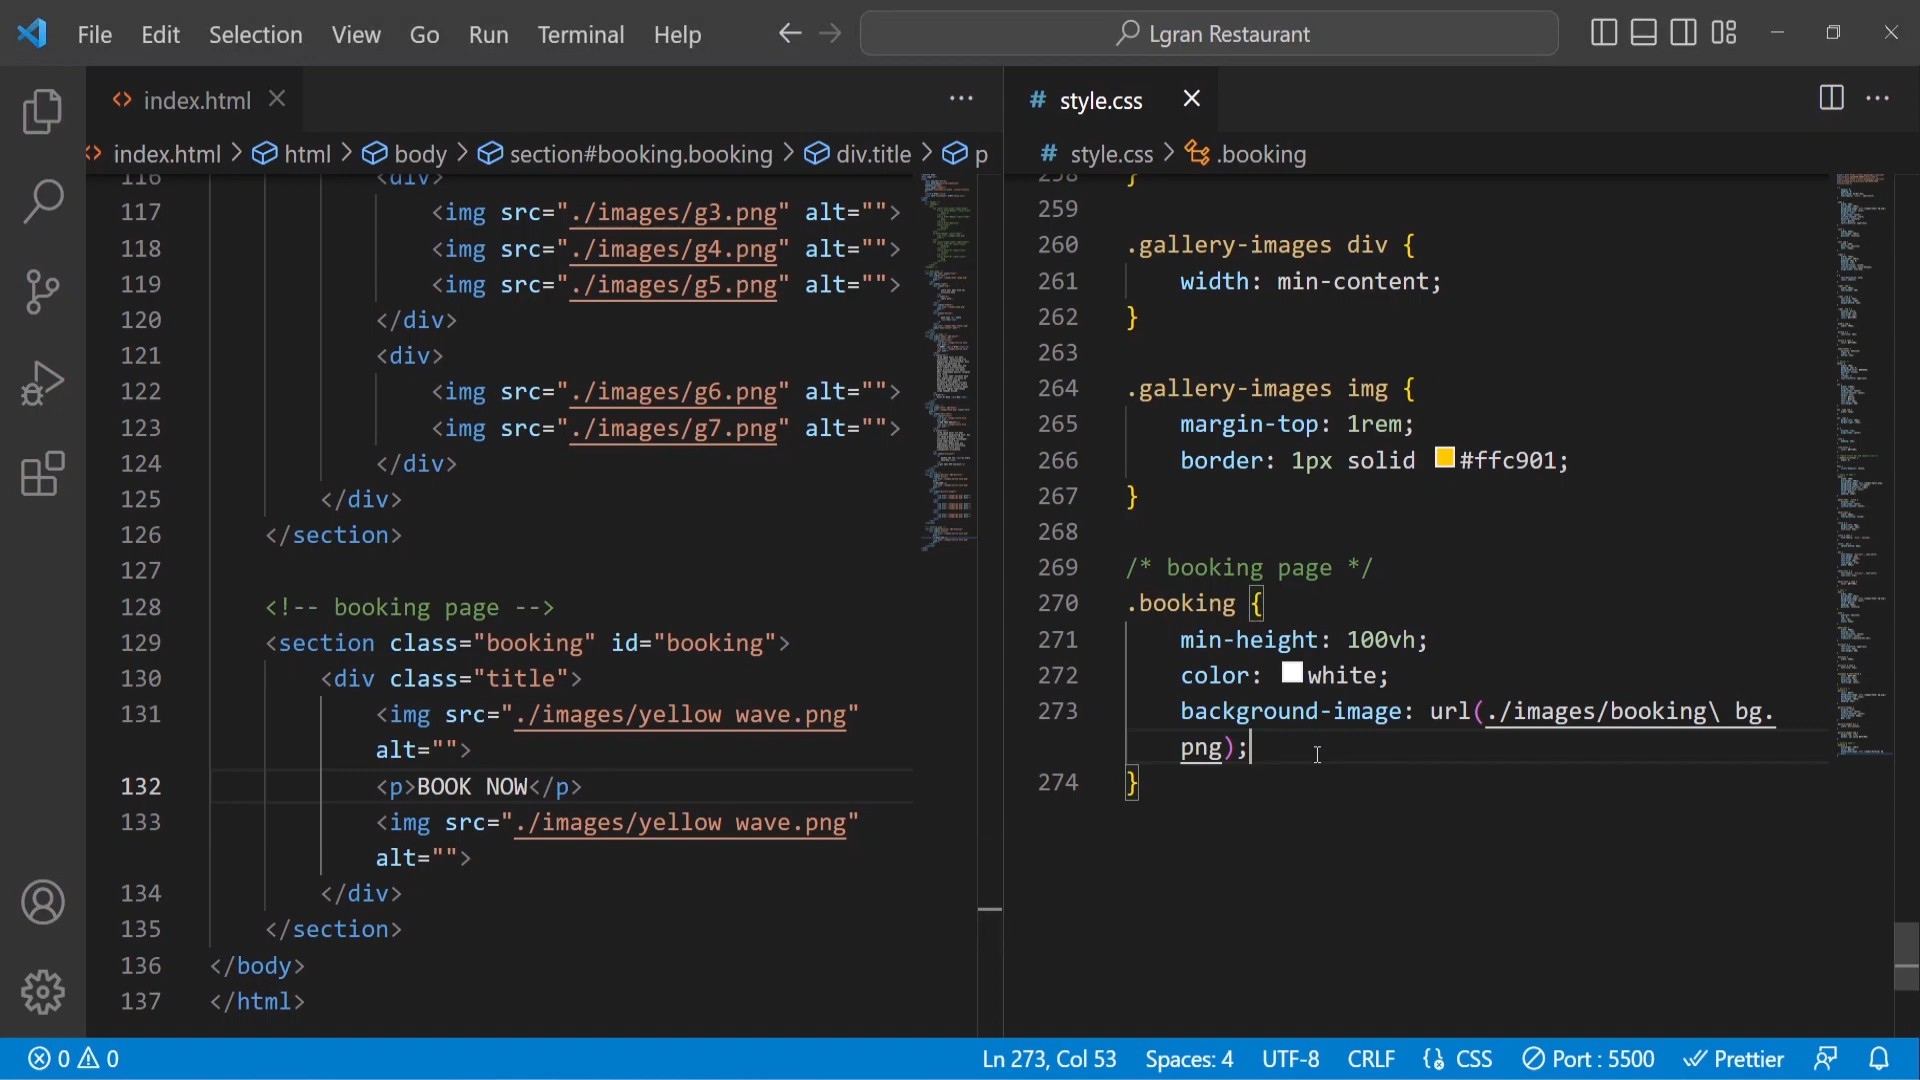 File Edit Selection View Go Run Terminal Help
Lgran Restaurant
index.html
index.html > html > body > section#booking.booking > div.title > p
116 <div>
117 <img src="./images/g3.png" alt="">
118 <img src="./images/g4.png" alt="">
119 <img src="./images/g5.png" alt="">
120 </div>
121 <div>
122 <img src="./images/g6.png" alt="">
123 <img src="./images/g7.png" alt="">
124 </div>
125 </div>
126 </section>
127
128 <!-- booking page -->
129 <section class="booking" id="booking">
130 <div class="title">
131 <img src="./images/yellow wave.png"
alt="">
132 <p>BOOK NOW</p>
133 <img src="./images/yellow wave.png"
alt="">
134 </div>
135 </section>
136 </body>
137 </html>
# style.css
# style.css > .booking
258 }
259
260 .gallery-images div {
261 width: min-content;
262 }
263
264 .gallery-images img {
265 margin-top: 1rem;
266 border: 1px solid #ffc901;
267 }
268
269 /* booking page */
270 .booking {
271 min-height: 100vh;
272 color: white;
273 background-image: url(./images/booking\ bg.
png);
274 }
0 0
Ln 273, Col 53 Spaces: 4 UTF-8 CRLF {} CSS Port : 5500 Prettier